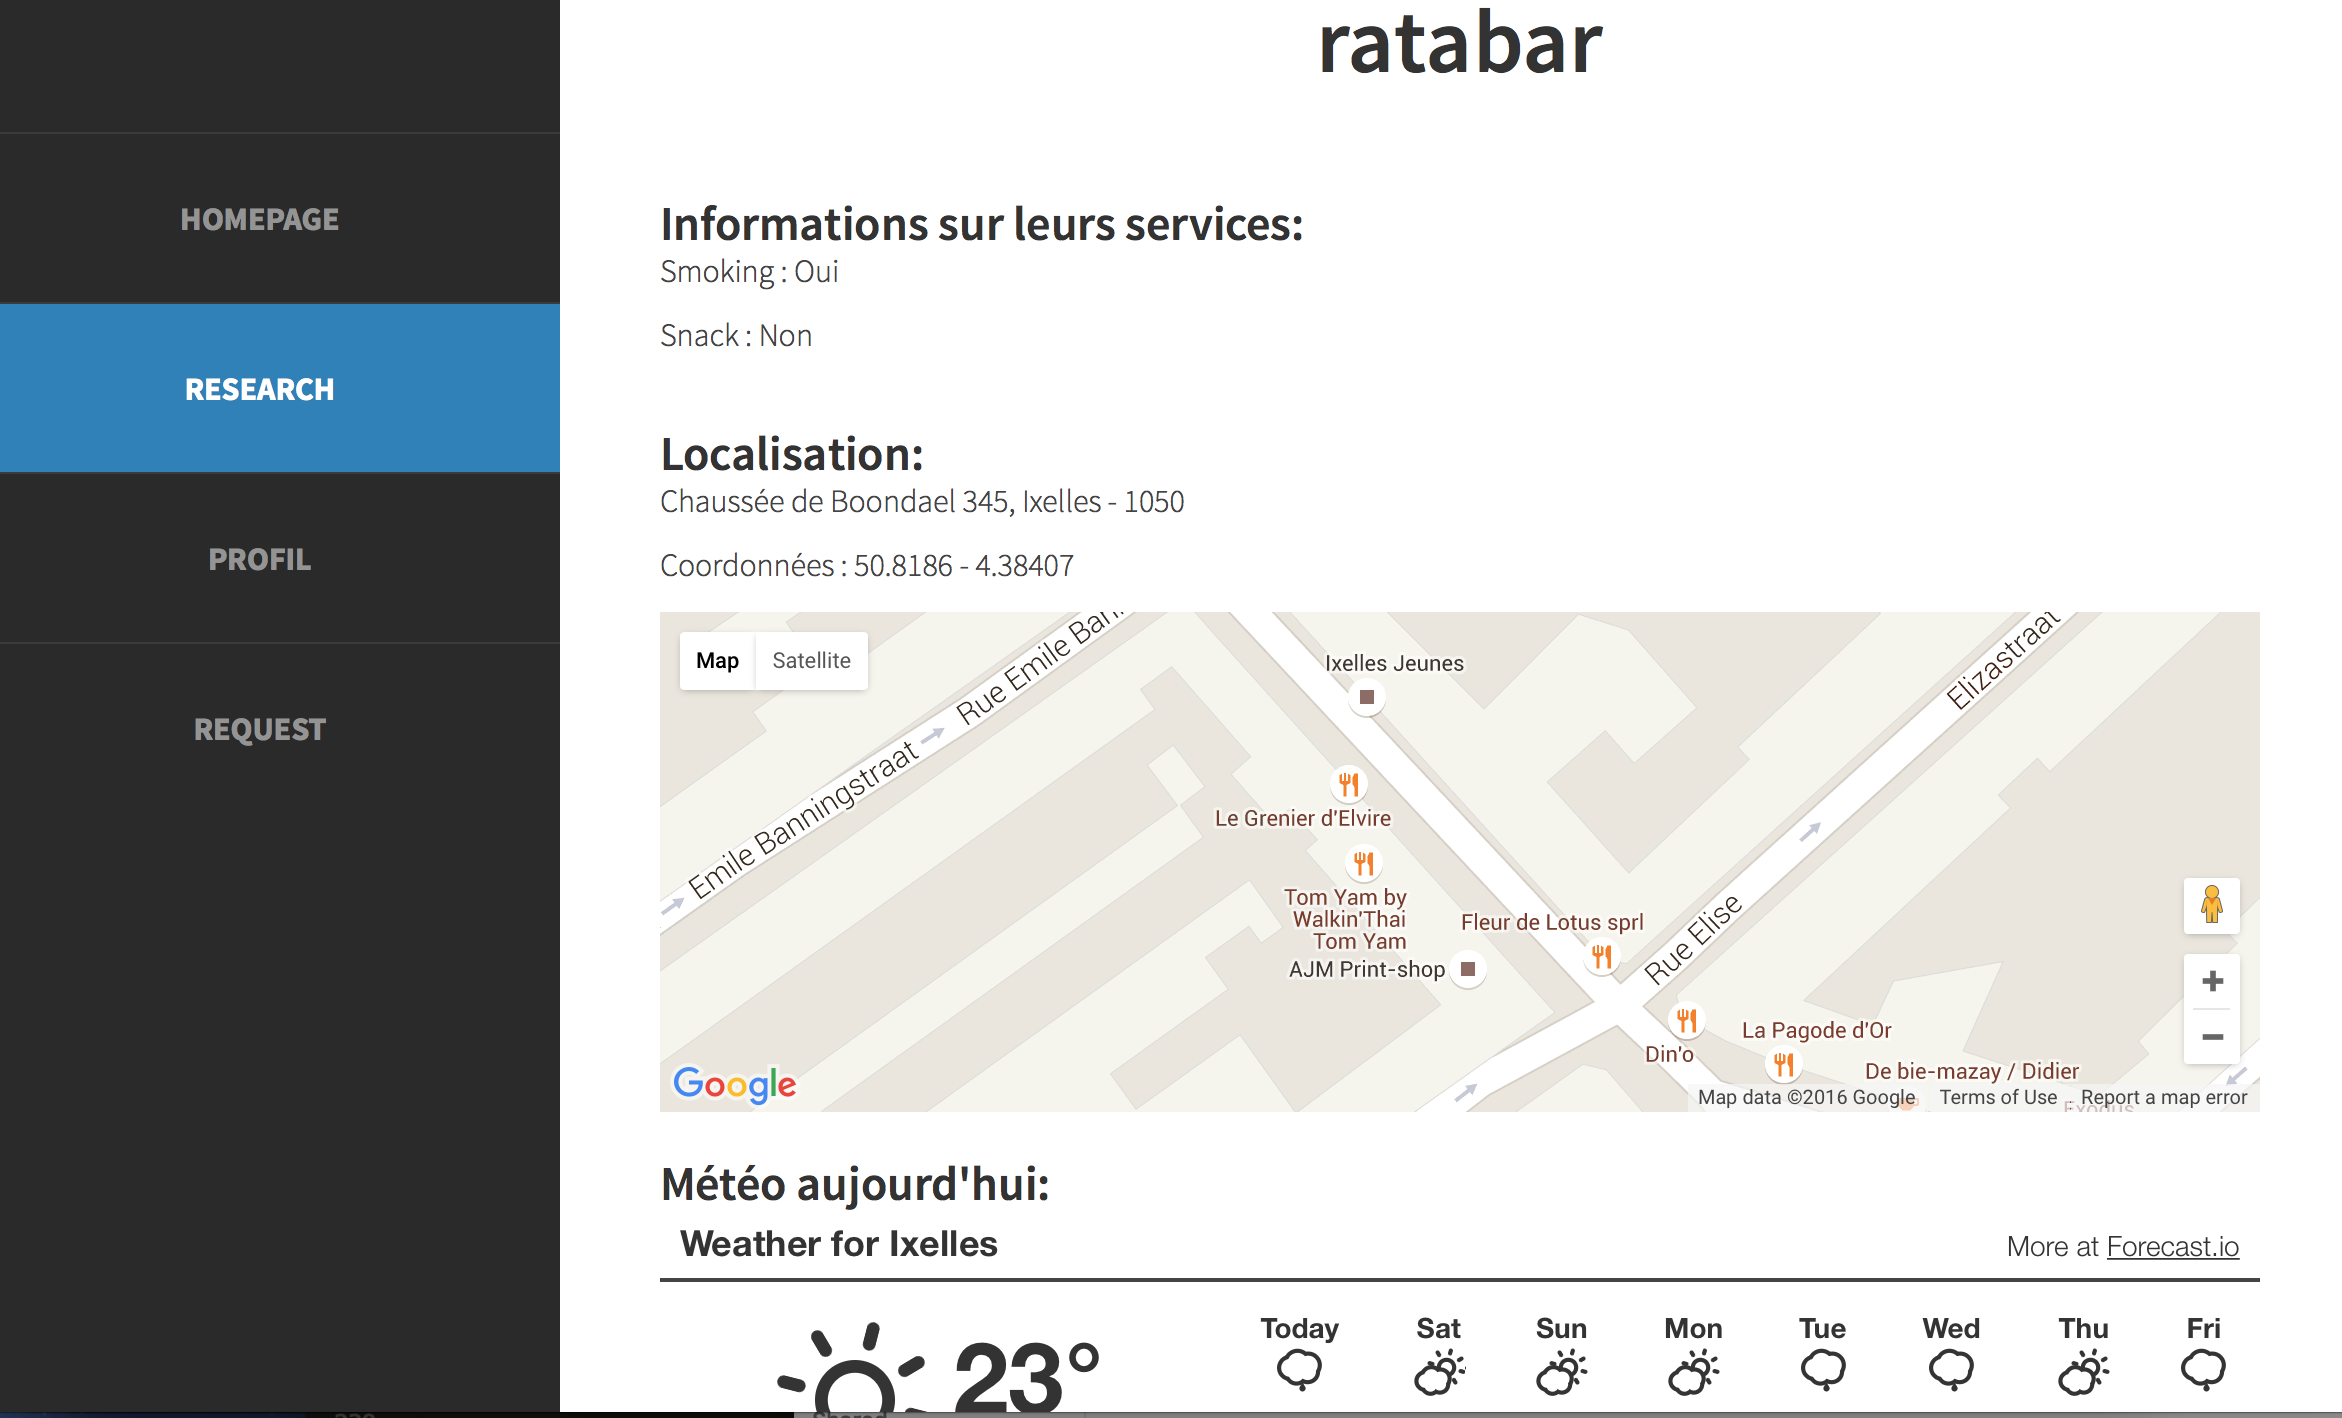 ratabar
HOMEPAGE
RESEARCH
PROFIL
REQUEST
Informations sur leurs services:
Smoking : Oui
Snack : Non
Localisation:
Chaussée de Boondael 345, Ixelles - 1050
Coordonnées : 50.8186 - 4.38407
Map Satellite
Rue Emile
Emile Banningstraat
Elizastraat
Ixelles Jeunes
Le Grenier d'Elvire
Tom Yam by
Walkin'Thai
Tom Yam
Fleur de Lotus sprl
AJM Print-shop
Rue Elise
La Pagode d'Or
Din'o
De bie-mazay / Didier
Exodus
Google
Map data ©2016 Google Terms of Use Report a map error
Météo aujourd'hui:
Weather for Ixelles
More at Forecast.io
23°
Today Sat Sun Mon Tue Wed Thu Fri